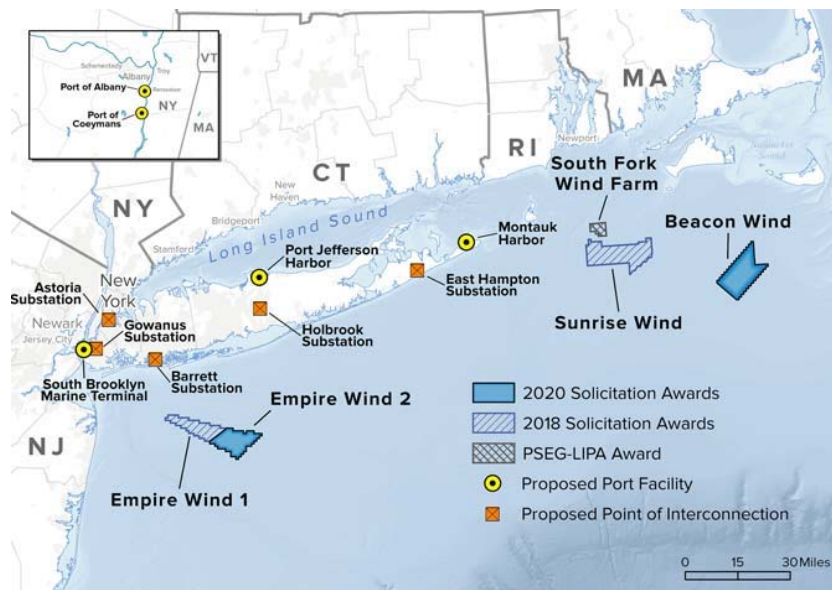 VT
Schenectady
Troy
Albany
Port of Albany
Rensselaer
NY
Port of
Coeymans
MA
MA
RI
CT
NY
NJ
Newport
South Fork
Wind Farm
Beacon Wind
Sunrise Wind
New
Haven
Bridgeport
Stamford
Long Island Sound
Port Jefferson
Harbor
Montauk
Harbor
East Hampton
Substation
Holbrook
Substation
New
York
Astoria
Substation
Newark
Jersey City
Gowanus
Substation
South Brooklyn
Marine Terminal
Barrett
Substation
Empire Wind 2
Empire Wind 1
2020 Solicitation Awards
2018 Solicitation Awards
PSEG-LIPA Award
Proposed Port Facility
Proposed Point of Interconnection
0 15 30 Miles